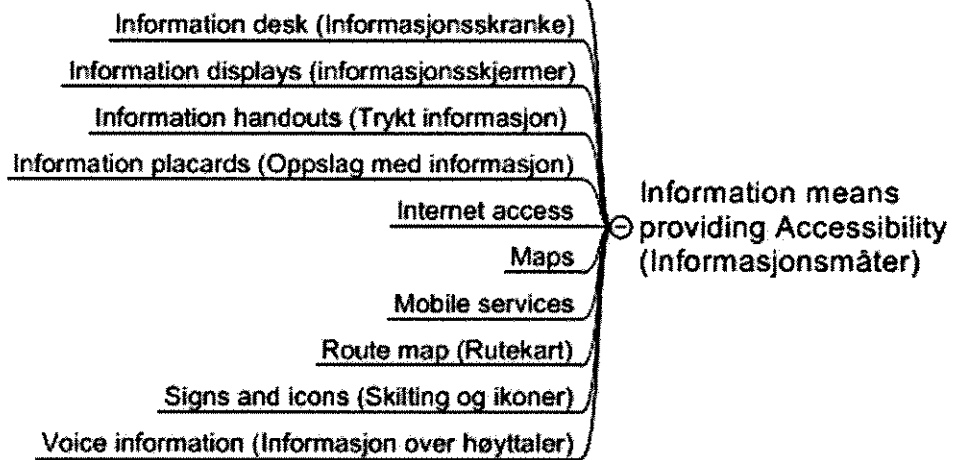 Information desk (Informasjonsskranke)
Information displays (informasjonsskjermer)
Information handouts (Trykt informasjon)
Information placards (Oppslag med informasjon)
Internet access
Maps
Mobile services
Route map (Rutekart)
Signs and icons (Skilting og ikoner)
Voice information (Informasjon over høyttaler)
Information means
providing Accessibility
(Informasjonsmåter)